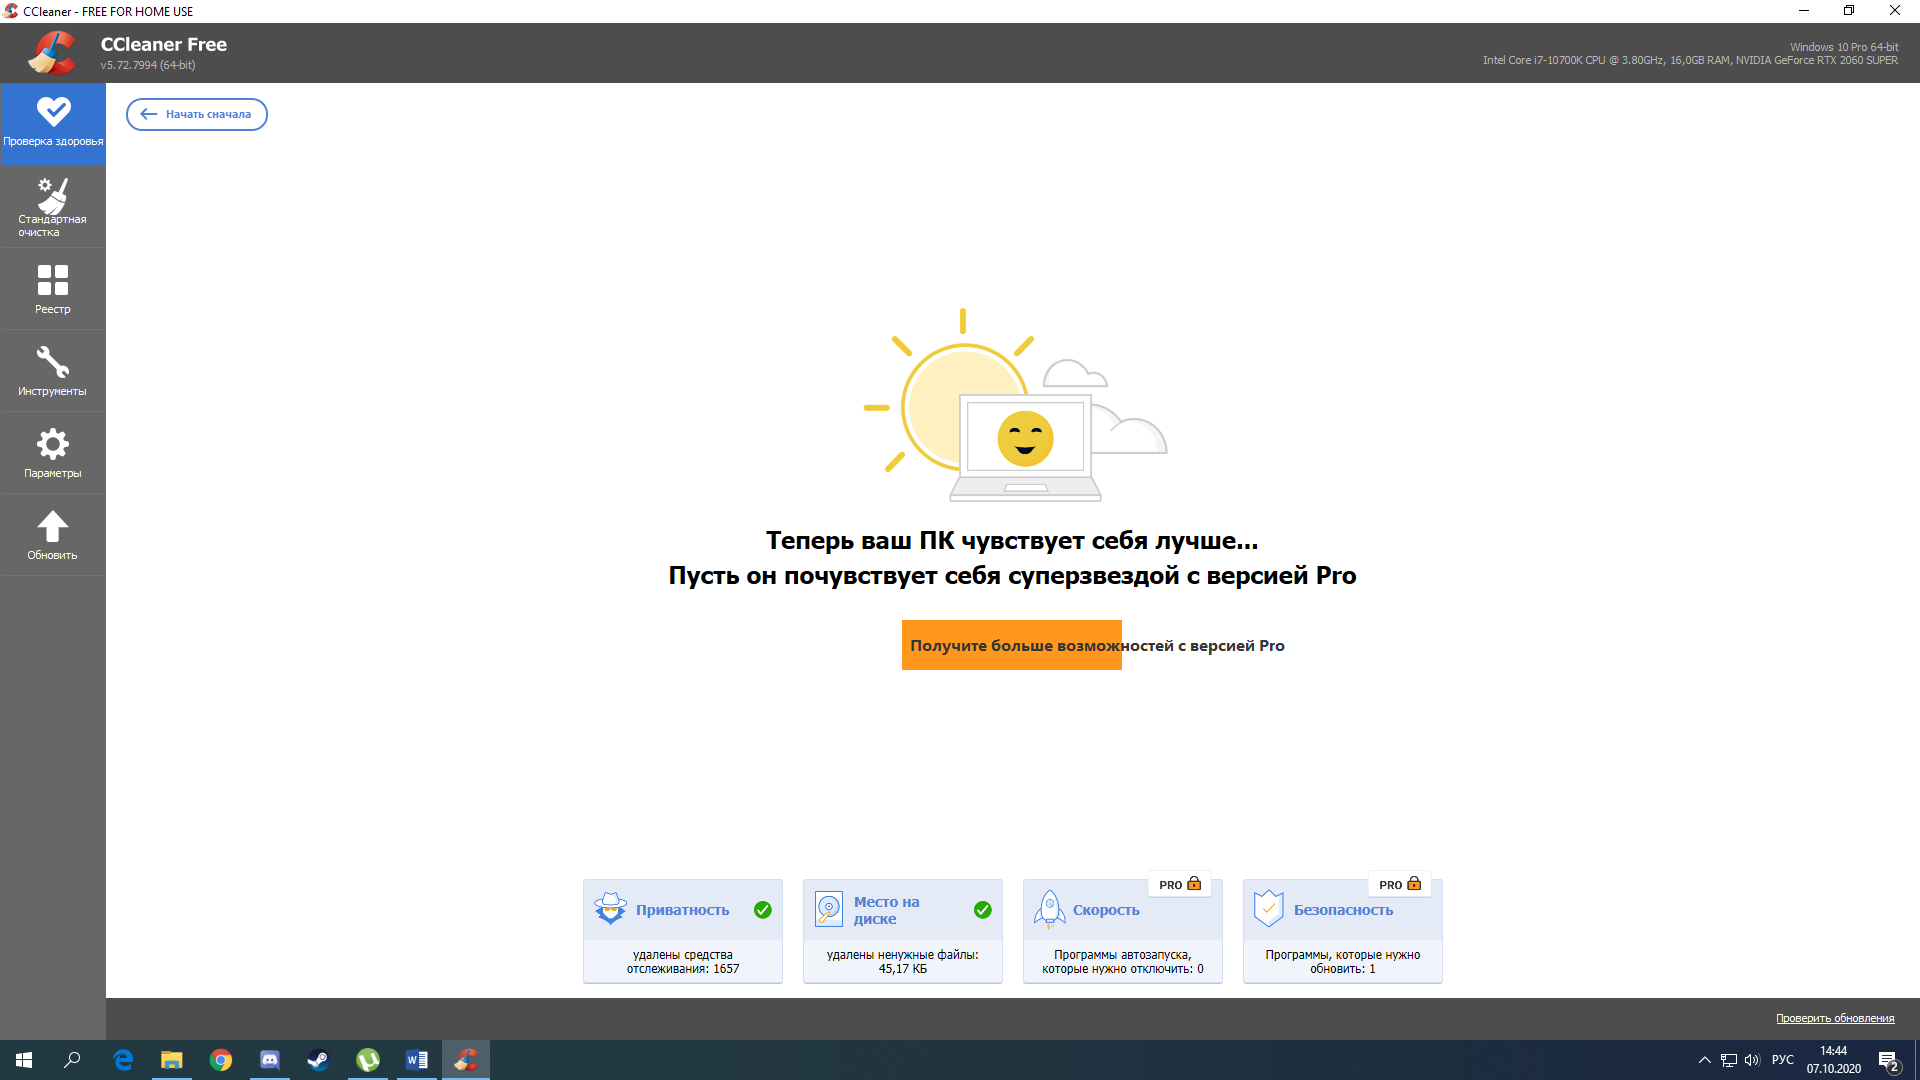 CCleaner - FREE FOR HOME USE
CCleaner Free
v5.72.7994 (64-bit)
Windows 10 Pro 64-bit
Intel Core i7-10700K CPU @ 3.80GHz, 16,0GB RAM, NVIDIA GeForce RTX 2060 SUPER
Начать сначала
Проверка здоровья
Стандартная
очистка
Реестр
Инструменты
Параметры
Обновить
Теперь ваш ПК чувствует себя лучше...
Пусть он почувствует себя суперзвездой с версией Pro
Получите больше возможностей с версией Pro
Приватность
удалены средства
отслеживания: 1657
Место на
диске
удалены ненужные файлы:
45,17 КБ
PRO
Скорость
Программы автозапуска,
которые нужно отключить: 0
PRO
Безопасность
Программы, которые нужно
обновить: 1
Проверить обновления
РУС
14:44
07.10.2020
2